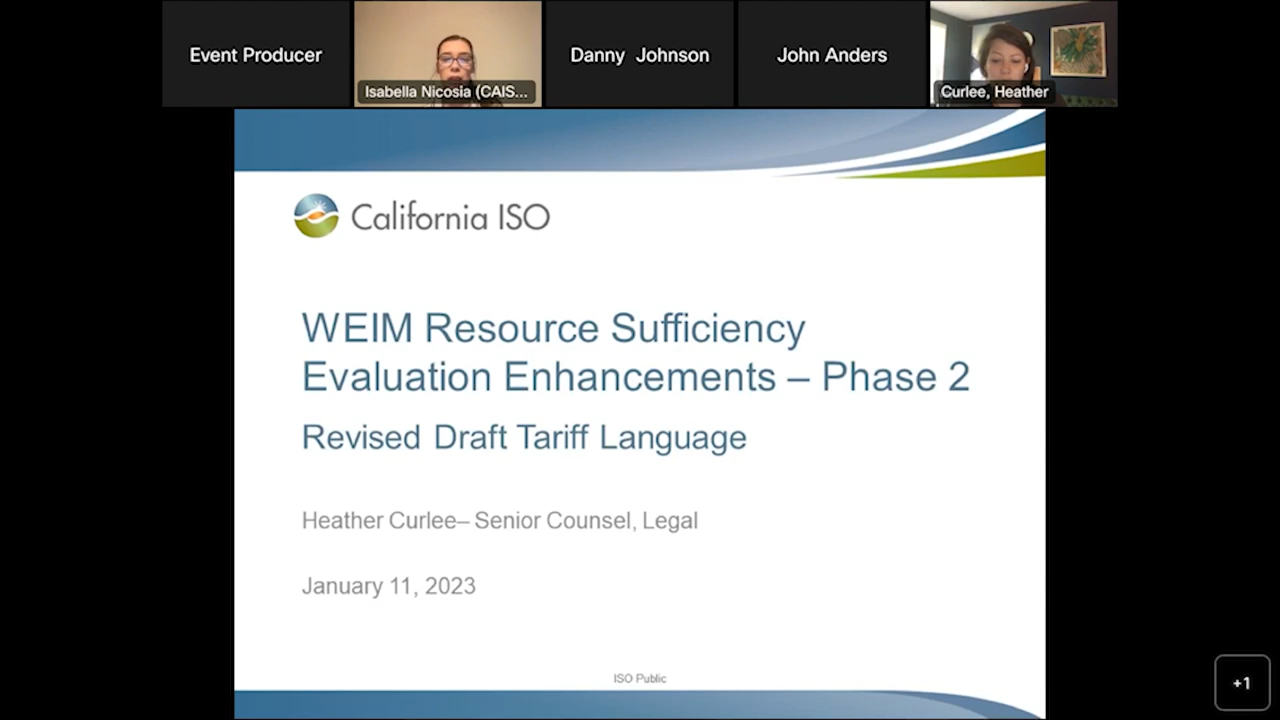 Event Producer
Isabella Nicosia (CAIS...
Danny Johnson
John Anders
Curlee, Heather
California ISO
WEIM Resource Sufficiency
Evaluation Enhancements – Phase 2
Revised Draft Tariff Language
Heather Curlee– Senior Counsel, Legal
January 11, 2023
ISO Public
+1